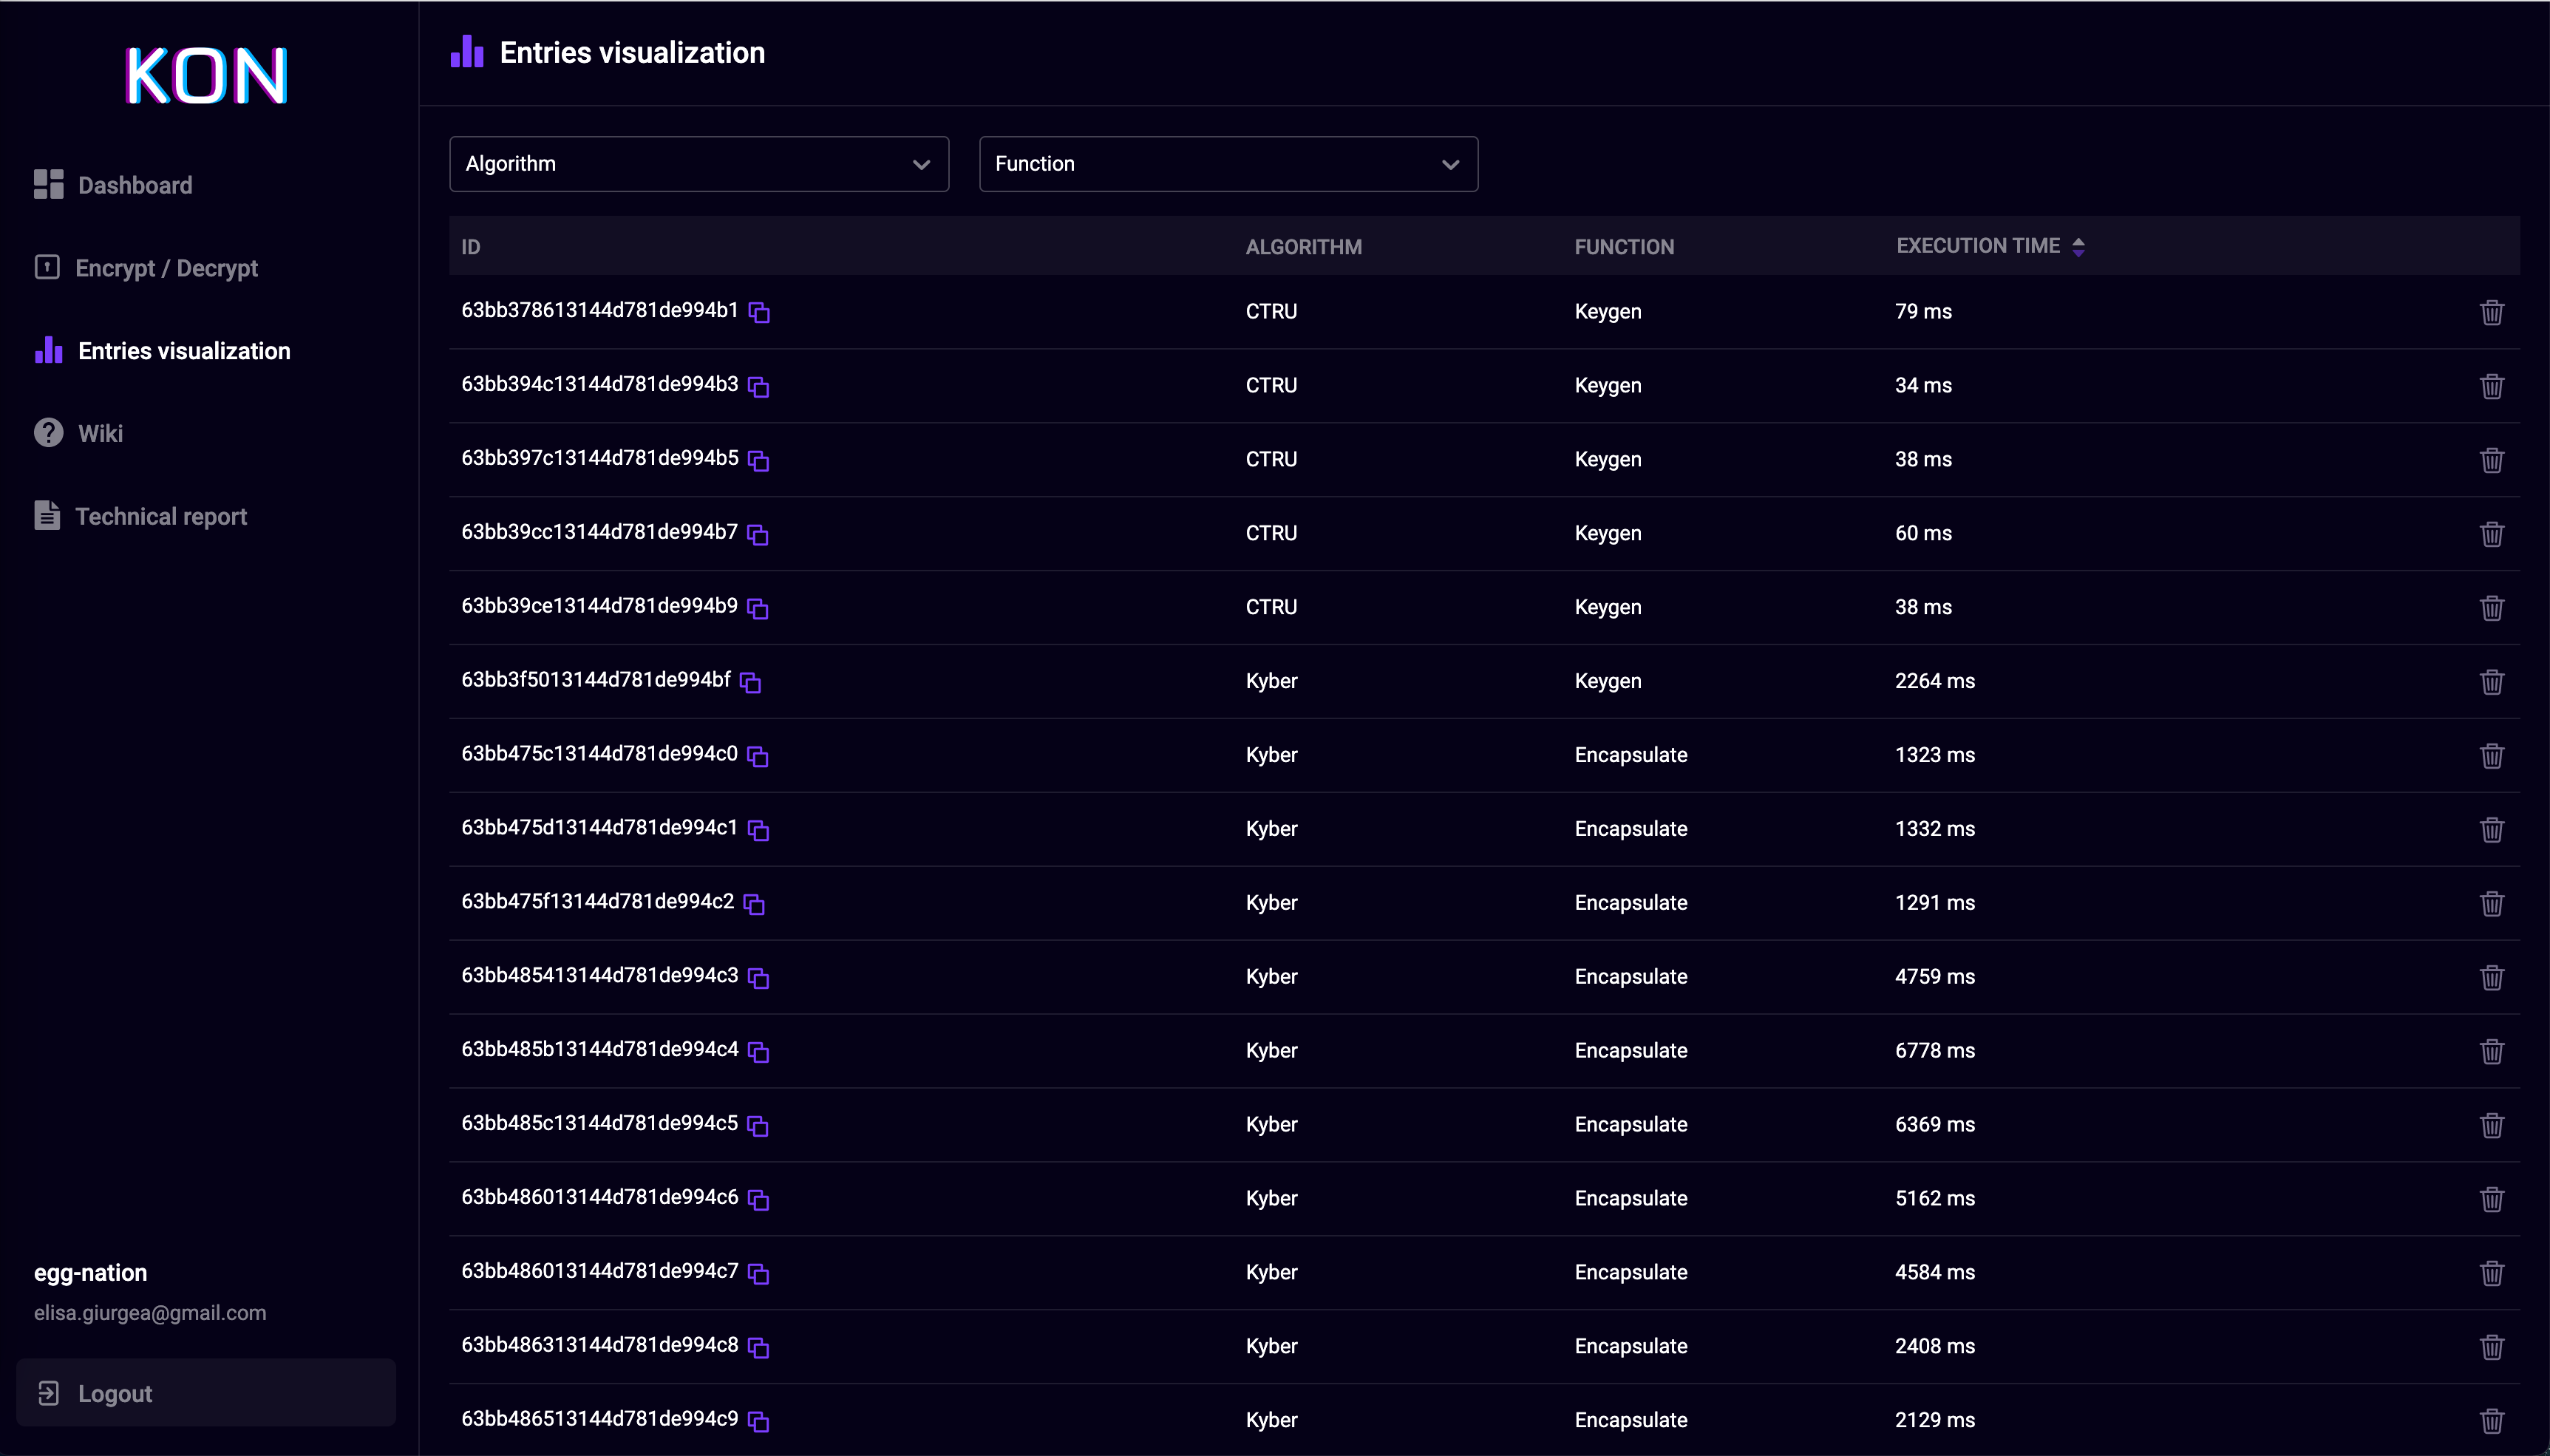 KON
Dashboard
Encrypt / Decrypt
Entries visualization
Wiki
Technical report
egg-nation
elisa.giurgea@gmail.com
Logout
Entries visualization
Algorithm Function
ID ALGORITHM FUNCTION EXECUTION TIME
63bb378613144d781de994b1 CTRU Keygen 79 ms
63bb394c13144d781de994b3 CTRU Keygen 34 ms
63bb397c13144d781de994b5 CTRU Keygen 38 ms
63bb39cc13144d781de994b7 CTRU Keygen 60 ms
63bb39ce13144d781de994b9 CTRU Keygen 38 ms
63bb3f5013144d781de994bf Kyber Keygen 2264 ms
63bb475c13144d781de994c0 Kyber Encapsulate 1323 ms
63bb475d13144d781de994c1 Kyber Encapsulate 1332 ms
63bb475f13144d781de994c2 Kyber Encapsulate 1291 ms
63bb485413144d781de994c3 Kyber Encapsulate 4759 ms
63bb485b13144d781de994c4 Kyber Encapsulate 6778 ms
63bb485c13144d781de994c5 Kyber Encapsulate 6369 ms
63bb486013144d781de994c6 Kyber Encapsulate 5162 ms
63bb486013144d781de994c7 Kyber Encapsulate 4584 ms
63bb486313144d781de994c8 Kyber Encapsulate 2408 ms
63bb486513144d781de994c9 Kyber Encapsulate 2129 ms